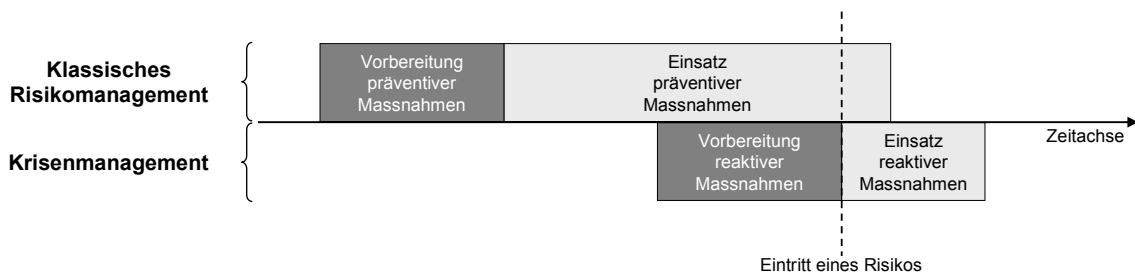 Klassisches
Risikomanagement
Vorbereitung
präventiver
Massnahmen
Einsatz
präventiver
Massnahmen
Zeitachse
Krisenmanagement
Vorbereitung
reaktiver
Massnahmen
Einsatz
reaktiver
Massnahmen
Eintritt eines Risikos